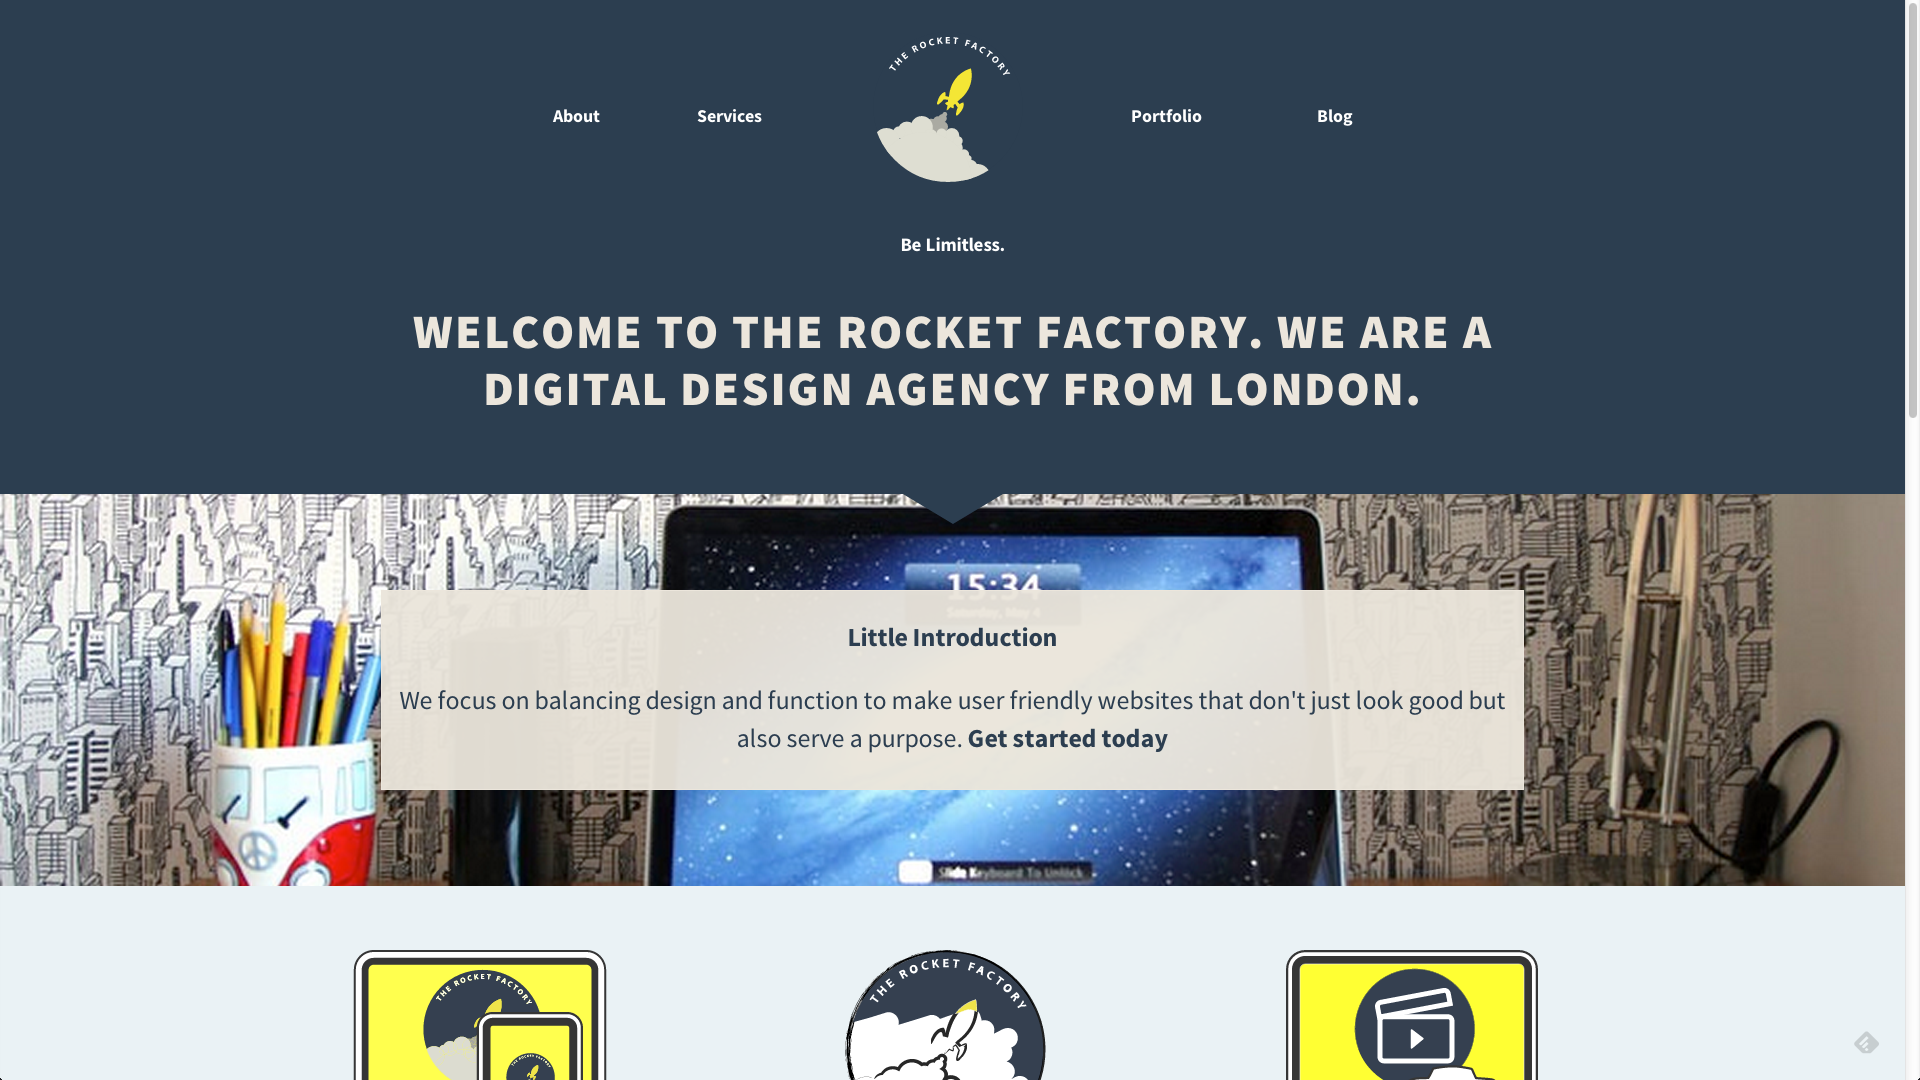 THE ROCKET FACTORY
About
Services
Portfolio
Blog
Be Limitless.
WELCOME TO THE ROCKET FACTORY. WE ARE A
DIGITAL DESIGN AGENCY FROM LONDON.
15:34
Saturday, May 4
Little Introduction
We focus on balancing design and function to make user friendly websites that don't just look good but
also serve a purpose. Get started today
Slide Keyboard To Unlock
THE ROCKET FACTORY
THE ROCKET FACTORY
THE ROCKET FACTORY